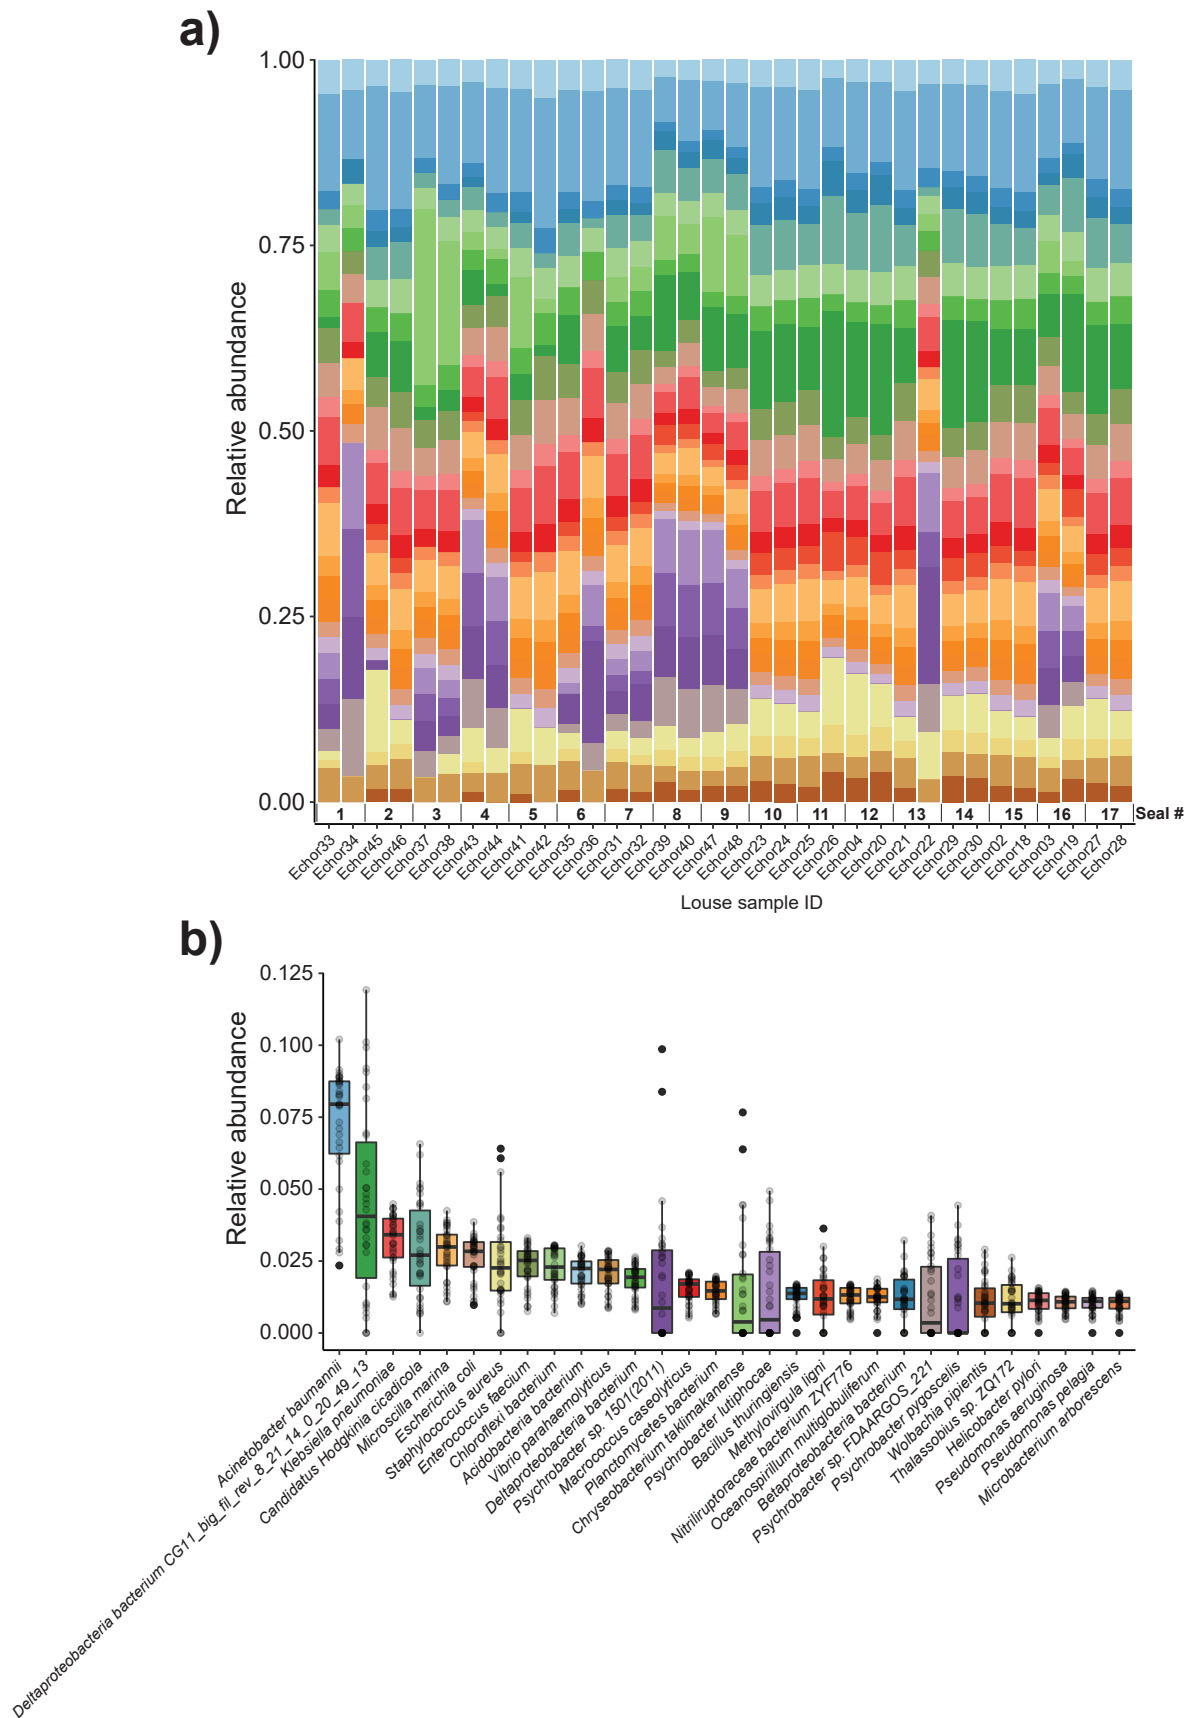 a)
1.00
0.75
0.50
0.25
0.00
Relative abundance
1 2 3 4 5 6 7 8 9 10 11 12 13 14 15 16 17 Seal #
Echor33 Echor34 Echor45 Echor46 Echor37 Echor38 Echor43 Echor44 Echor41 Echor42 Echor35 Echor36 Echor31 Echor32 Echor39 Echor40 Echor47 Echor48 Echor23 Echor24 Echor25 Echor26 Echor04 Echor20 Echor21 Echor22 Echor29 Echor30 Echor02 Echor18 Echor03 Echor19 Echor27 Echor28
Louse sample ID
b)
0.125
0.100
0.075
0.050
0.025
0.000
Relative abundance
Acinetobacter baumannii
Deltaproteobacteria bacterium CG11_big_fil_rev_8_21_14_0_20_49_13
Klebsiella pneumoniae
Candidatus Hodgkinia cicadicola
Microscilla marina
Escherichia coli
Staphylococcus aureus
Enterococcus faecium
Chloroflexi bacterium
Acidobacteria bacterium
Vibrio parahaemolyticus
Deltaproteobacteria bacterium
Psychrobacter sp. 1501(2011)
Macrococcus caseolyticus
Planctomycetes bacterium
Chryseobacterium taklimakanense
Psychrobacter lutiphocae
Bacillus thuringiensis
Methylovirgula ligni
Nitriliruptoraceae bacterium ZYF776
Oceanospirillum multiglobuliferum
Betaproteobacteria bacterium
Psychrobacter sp. FDAARGOS_221
Psychrobacter pygoscelis
Wolbachia pipientis
Thalassobius sp. ZQ172
Helicobacter pylori
Pseudomonas aeruginosa
Pseudomonas pelagia
Microbacterium arborescens